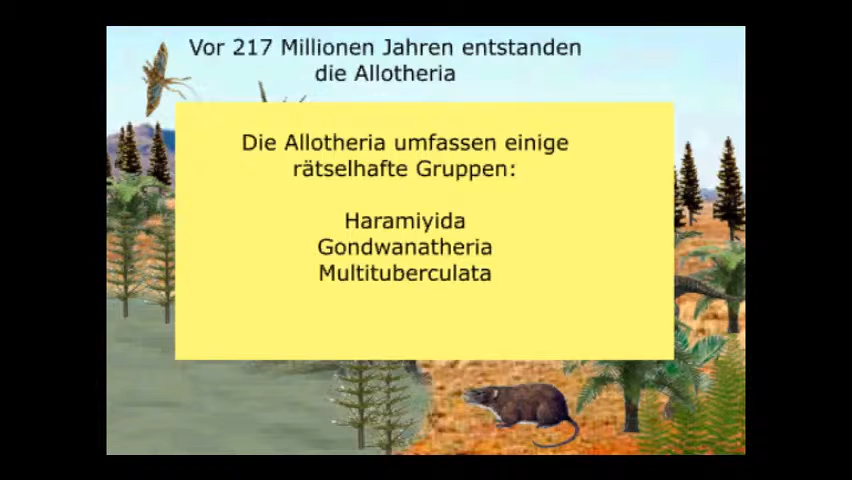 Vor 217 Millionen Jahren entstanden
die Allotheria
Die Allotheria umfassen einige
rätselhafte Gruppen:
Haramiyida
Gondwanatheria
Multituberculata